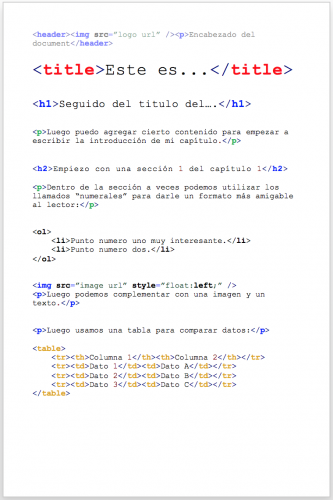 <header><img src="logo url" /><p>Encabezado del
document</header>
<title>Este es...</title>
<h1>Seguido del titulo del….</h1>
<p>Luego puedo agregar cierto contenido para empezar a
escribir la introducción de mi capitulo.</p>
<h2>Empiezo con una sección 1 del capitulo 1</h2>
<p>Dentro de la sección a veces podemos utilizar los
llamados "numerales" para darle un formato más amigable
al lector:</p>
<ol>
<li>Punto numero uno muy interesante.</li>
<li>Punto numero dos.</li>
</ol>
<img src="image url" style="float:left;" />
<p>Luego podemos complementar con una imagen y un
texto.</p>
<p>Luego usamos una tabla para comparar datos:</p>
<table>
<tr><th>Columna 1</th><th>Columna 2</th></tr>
<tr><td>Dato 1</td><td>Dato A</td></tr>
<tr><td>Dato 2</td><td>Dato B</td></tr>
<tr><td>Dato 3</td><td>Dato C</td></tr>
</table>